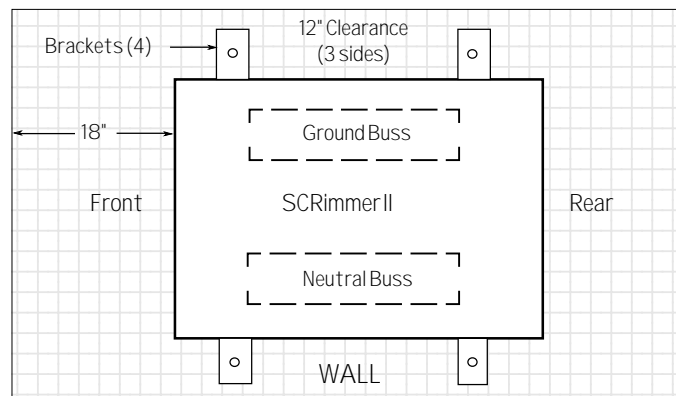 12" Clearance
(3 sides)
Brackets (4)
18"
Ground Buss
Front
SCRimmer II
Rear
Neutral Buss
WALL